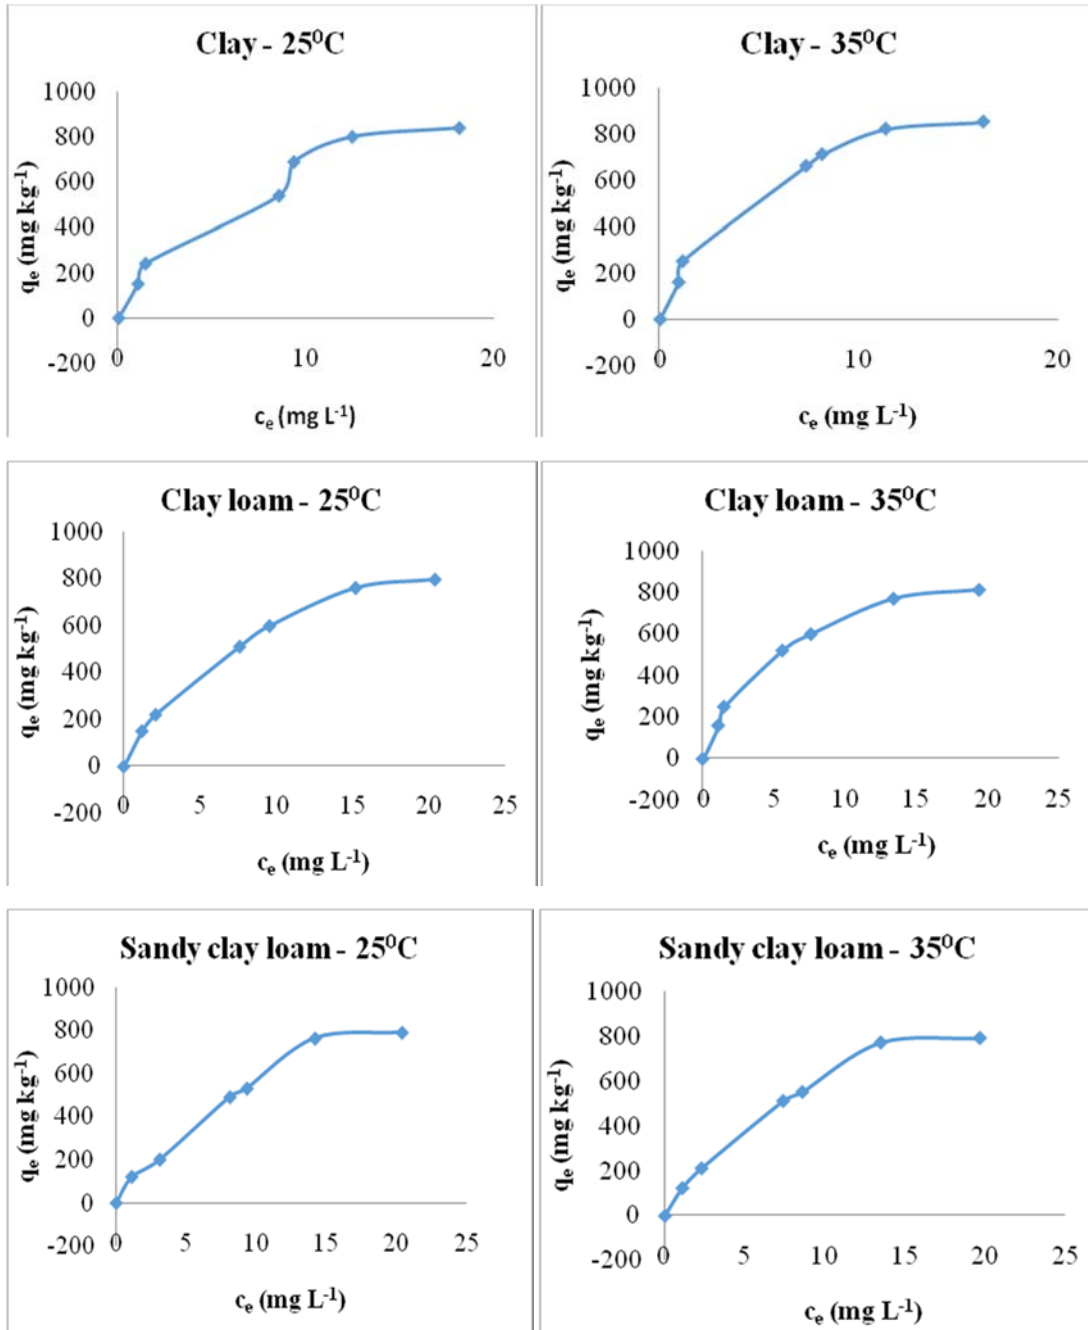 Clay - 25⁰C
1000
800
600
400
200
0
-200
0 10 20
qₑ (mg kg⁻¹)
cₑ (mg L⁻¹)
Clay - 35⁰C
1000
800
600
400
200
0
-200
0 10 20
qₑ (mg kg⁻¹)
cₑ (mg L⁻¹)
Clay loam - 25⁰C
1000
800
600
400
200
0
-200
0 5 10 15 20 25
qₑ (mg kg⁻¹)
cₑ (mg L⁻¹)
Clay loam - 35⁰C
1000
800
600
400
200
0
-200
0 5 10 15 20 25
qₑ (mg kg⁻¹)
cₑ (mg L⁻¹)
Sandy clay loam - 25⁰C
1000
800
600
400
200
0
-200
0 5 10 15 20 25
qₑ (mg kg⁻¹)
cₑ (mg L⁻¹)
Sandy clay loam - 35⁰C
1000
800
600
400
200
0
-200
0 5 10 15 20 25
qₑ (mg kg⁻¹)
cₑ (mg L⁻¹)